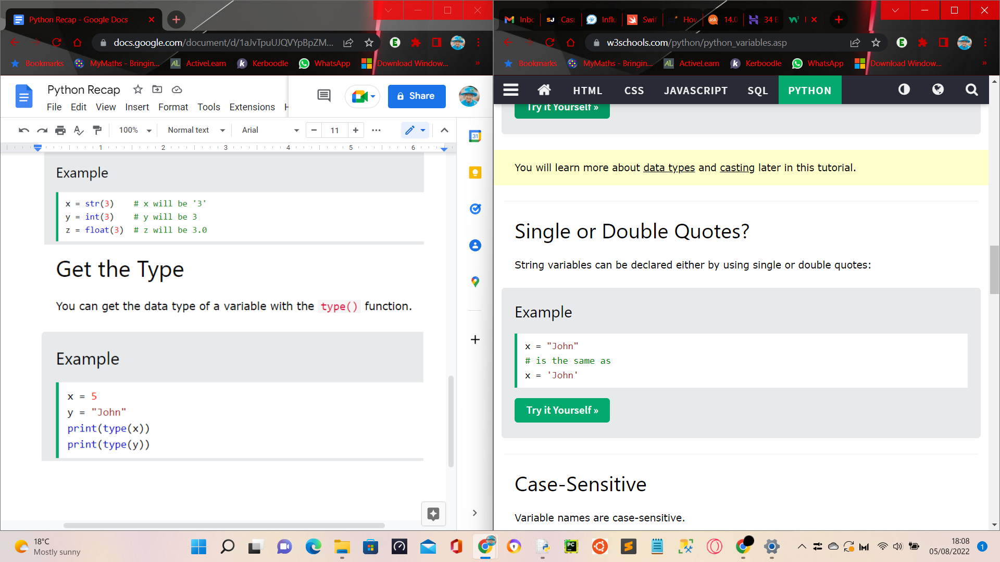 Python Recap - Google Docs
docs.google.com/document/d/1aJvTpuUJQVYpBpZM...
Bookmarks
MyMaths - Bringin...
ActiveLearn
Kerboodle
WhatsApp
Download Window...
»
Python Recap
Share
File Edit View Insert Format Tools Extensions
100% Normal text Arial − 11 +
1 2 3 4 5 6
Example
x = str(3) # x will be '3'
y = int(3) # y will be 3
z = float(3) # z will be 3.0
Get the Type
You can get the data type of a variable with the type() function.
Example
x = 5
y = "John"
print(type(x))
print(type(y))
31
Inbo
Cas
Influ
Swif
How
14.0
34 E
w3schools.com/python/python_variables.asp
Bookmarks
MyMaths - Bringin...
ActiveLearn
Kerboodle
WhatsApp
Download Window...
»
HTML CSS JAVASCRIPT SQL PYTHON
Try it Yourself »
You will learn more about data types and casting later in this tutorial.
Single or Double Quotes?
String variables can be declared either by using single or double quotes:
Example
x = "John"
# is the same as
x = 'John'
Try it Yourself »
Case-Sensitive
Variable names are case-sensitive.
18°C
Mostly sunny
18:08
05/08/2022
1